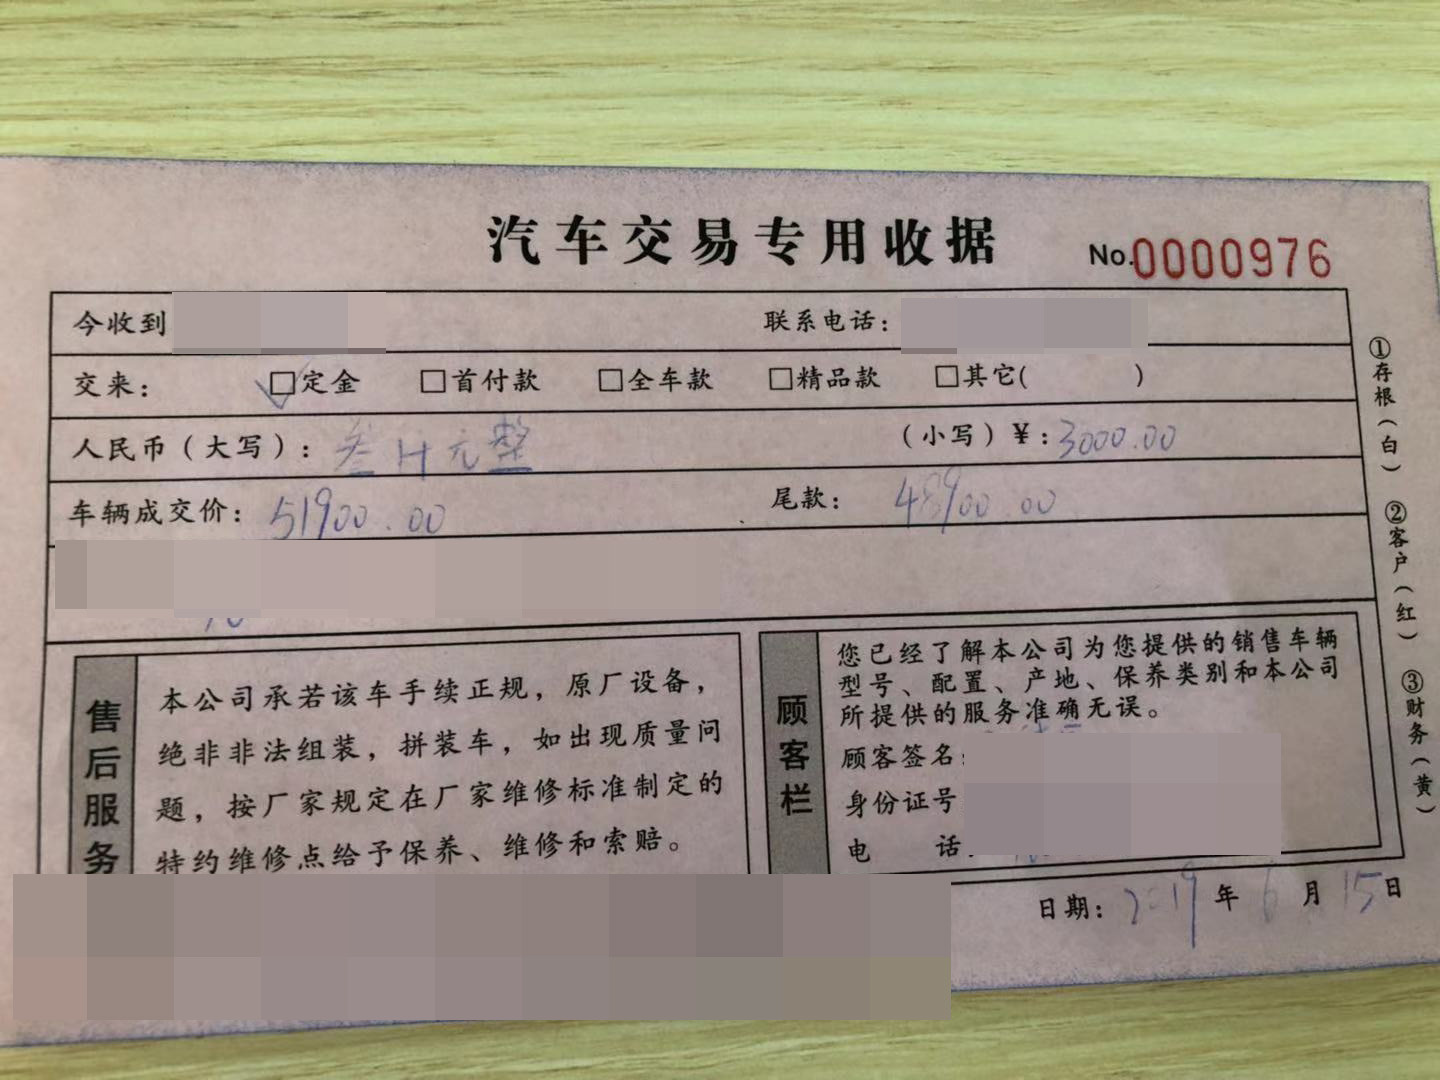 汽车交易专用收据 No.0000976
今收到 联系电话:
交来: ☑定金 □首付款 □全车款 □精品款 □其它( )
人民币(大写): 叁仟元整 (小写)¥:3000.00
车辆成交价: 51900.00 尾款: 48900.00
售后服务
本公司承若该车手续正规，原厂设备，
绝非非法组装，拼装车，如出现质量问
题，按厂家规定在厂家维修标准制定的
特约维修点给予保养、维修和索赔。
顾客栏
您已经了解本公司为您提供的销售车辆
型号、配置、产地、保养类别和本公司
所提供的服务准确无误。
顾客签名:
身份证号
电 话
日期: 2019年6月15日
①存根(白) ②客户(红) ③财务(黄)